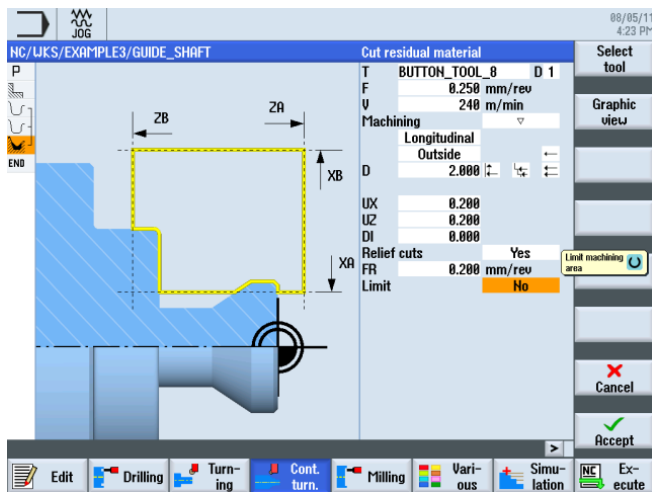 JOG
08/05/11
4:23 PM
NC/WKS/EXAMPLE3/GUIDE_SHAFT
Cut residual material
Select
tool
P
END
ZB
ZA
XB
XA
T BUTTON_TOOL_8 D 1
F 0.250 mm/rev
V 240 m/min
Machining ▽
Longitudinal
Outside ←
D 2.000
UX 0.200
UZ 0.200
DI 0.000
Relief cuts Yes
FR 0.200 mm/rev
Limit No
Graphic
view
Limit machining
area
Cancel
Accept
>
Edit
Drilling
Turn-
ing
Cont.
turn.
Milling
Vari-
ous
Simu-
lation
NC
Ex-
ecute